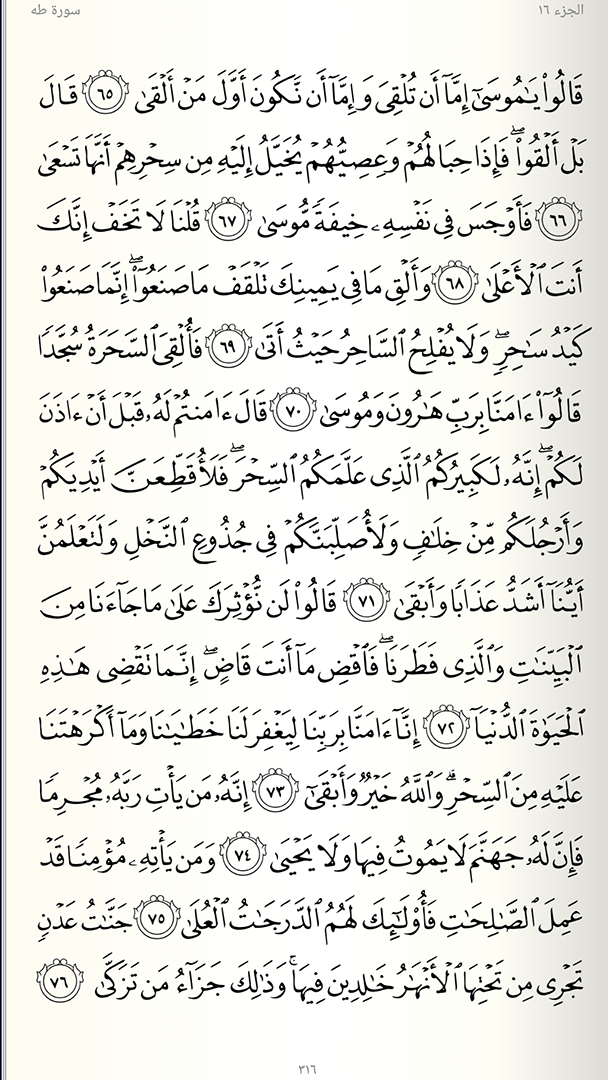 الجزء ١٦
سورة طه
قَالُوا۟ يَٰمُوسَىٰٓ إِمَّآ أَن تُلْقِىَ وَإِمَّآ أَن نَّكُونَ أَوَّلَ مَنْ أَلْقَىٰ ٦٥ قَالَ
بَلْ أَلْقُوا۟ ۖ فَإِذَا حِبَالُهُمْ وَعِصِيُّهُمْ يُخَيَّلُ إِلَيْهِ مِن سِحْرِهِمْ أَنَّهَا تَسْعَىٰ
٦٦ فَأَوْجَسَ فِى نَفْسِهِۦ خِيفَةً مُّوسَىٰ ٦٧ قُلْنَا لَا تَخَفْ إِنَّكَ
أَنتَ ٱلْأَعْلَىٰ ٦٨ وَأَلْقِ مَا فِى يَمِينِكَ تَلْقَفْ مَا صَنَعُوٓا۟ ۖ إِنَّمَا صَنَعُوا۟
كَيْدُ سَٰحِرٍ ۖ وَلَا يُفْلِحُ ٱلسَّاحِرُ حَيْثُ أَتَىٰ ٦٩ فَأُلْقِىَ ٱلسَّحَرَةُ سُجَّدًا
قَالُوٓا۟ ءَامَنَّا بِرَبِّ هَٰرُونَ وَمُوسَىٰ ٧٠ قَالَ ءَامَنتُمْ لَهُۥ قَبْلَ أَنْ ءَاذَنَ
لَكُمْ ۖ إِنَّهُۥ لَكَبِيرُكُمُ ٱلَّذِى عَلَّمَكُمُ ٱلسِّحْرَ ۖ فَلَأُقَطِّعَنَّ أَيْدِيَكُمْ
وَأَرْجُلَكُم مِّنْ خِلَٰفٍ وَلَأُصَلِّبَنَّكُمْ فِى جُذُوعِ ٱلنَّخْلِ وَلَتَعْلَمُنَّ
أَيُّنَآ أَشَدُّ عَذَابًا وَأَبْقَىٰ ٧١ قَالُوا۟ لَن نُّؤْثِرَكَ عَلَىٰ مَا جَآءَنَا مِنَ
ٱلْبَيِّنَٰتِ وَٱلَّذِى فَطَرَنَا ۖ فَٱقْضِ مَآ أَنتَ قَاضٍ ۖ إِنَّمَا تَقْضِى هَٰذِهِ
ٱلْحَيَوٰةَ ٱلدُّنْيَآ ٧٢ إِنَّآ ءَامَنَّا بِرَبِّنَا لِيَغْفِرَ لَنَا خَطَٰيَٰنَا وَمَآ أَكْرَهْتَنَا
عَلَيْهِ مِنَ ٱلسِّحْرِ ۗ وَٱللَّهُ خَيْرٌ وَأَبْقَىٰٓ ٧٣ إِنَّهُۥ مَن يَأْتِ رَبَّهُۥ مُجْرِمًا
فَإِنَّ لَهُۥ جَهَنَّمَ لَا يَمُوتُ فِيهَا وَلَا يَحْيَىٰ ٧٤ وَمَن يَأْتِهِۦ مُؤْمِنًا قَدْ
عَمِلَ ٱلصَّٰلِحَٰتِ فَأُو۟لَٰٓئِكَ لَهُمُ ٱلدَّرَجَٰتُ ٱلْعُلَىٰ ٧٥ جَنَّٰتُ عَدْنٍ
تَجْرِى مِن تَحْتِهَا ٱلْأَنْهَٰرُ خَٰلِدِينَ فِيهَا ۚ وَذَٰلِكَ جَزَآءُ مَن تَزَكَّىٰ ٧٦
٣١٦